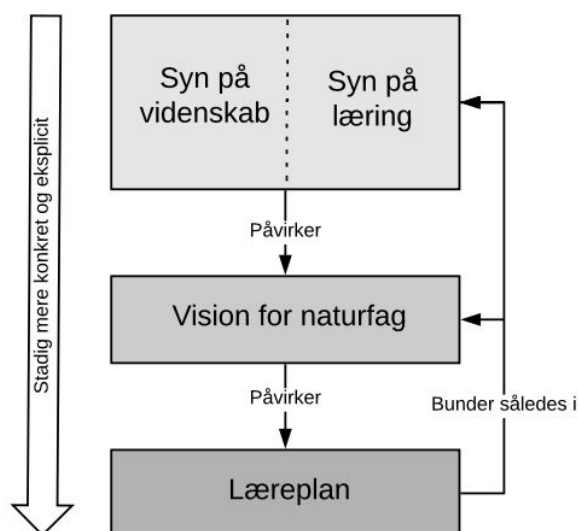 Syn på
videnskab
Syn på
læring
Stadig mere konkret og eksplicit
Påvirker
Vision for naturfag
Påvirker
Bunder således i
Læreplan